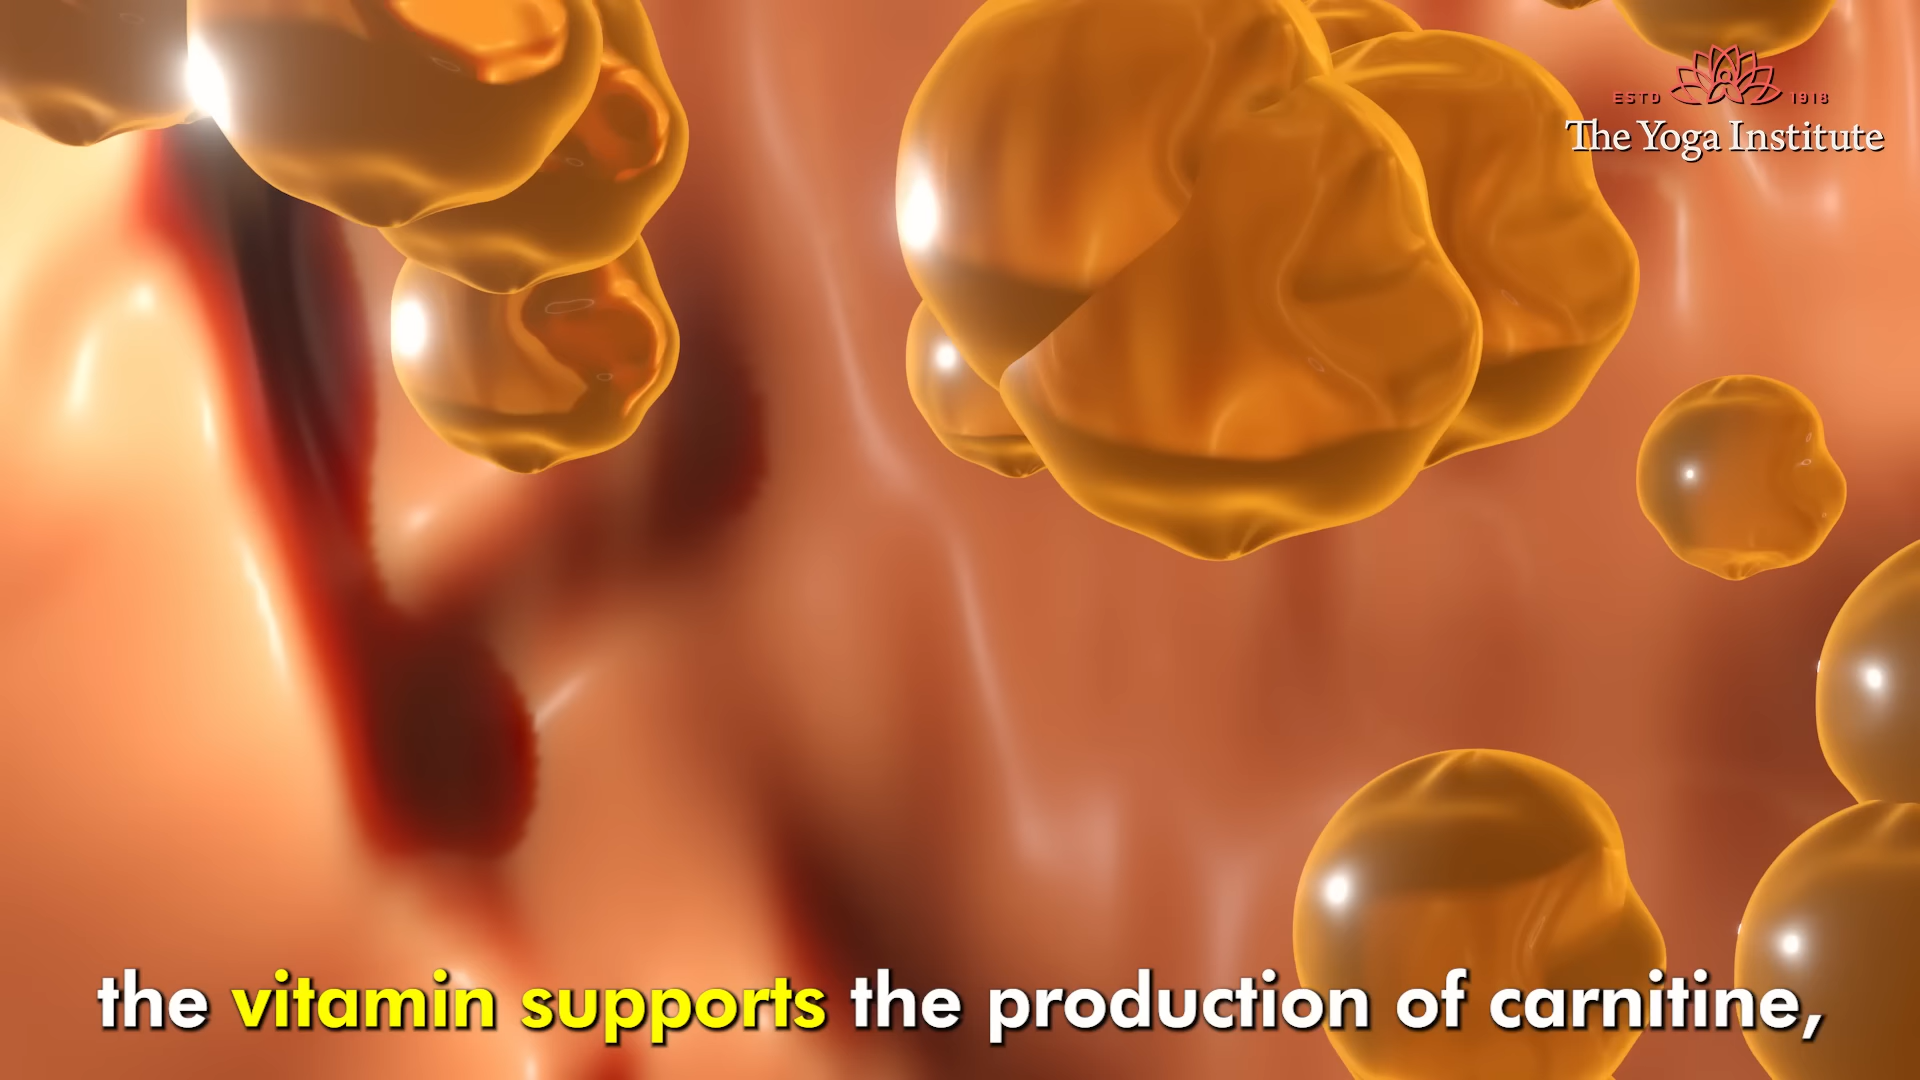 ESTD 1918
The Yoga Institute
the vitamin supports the production of carnitine,